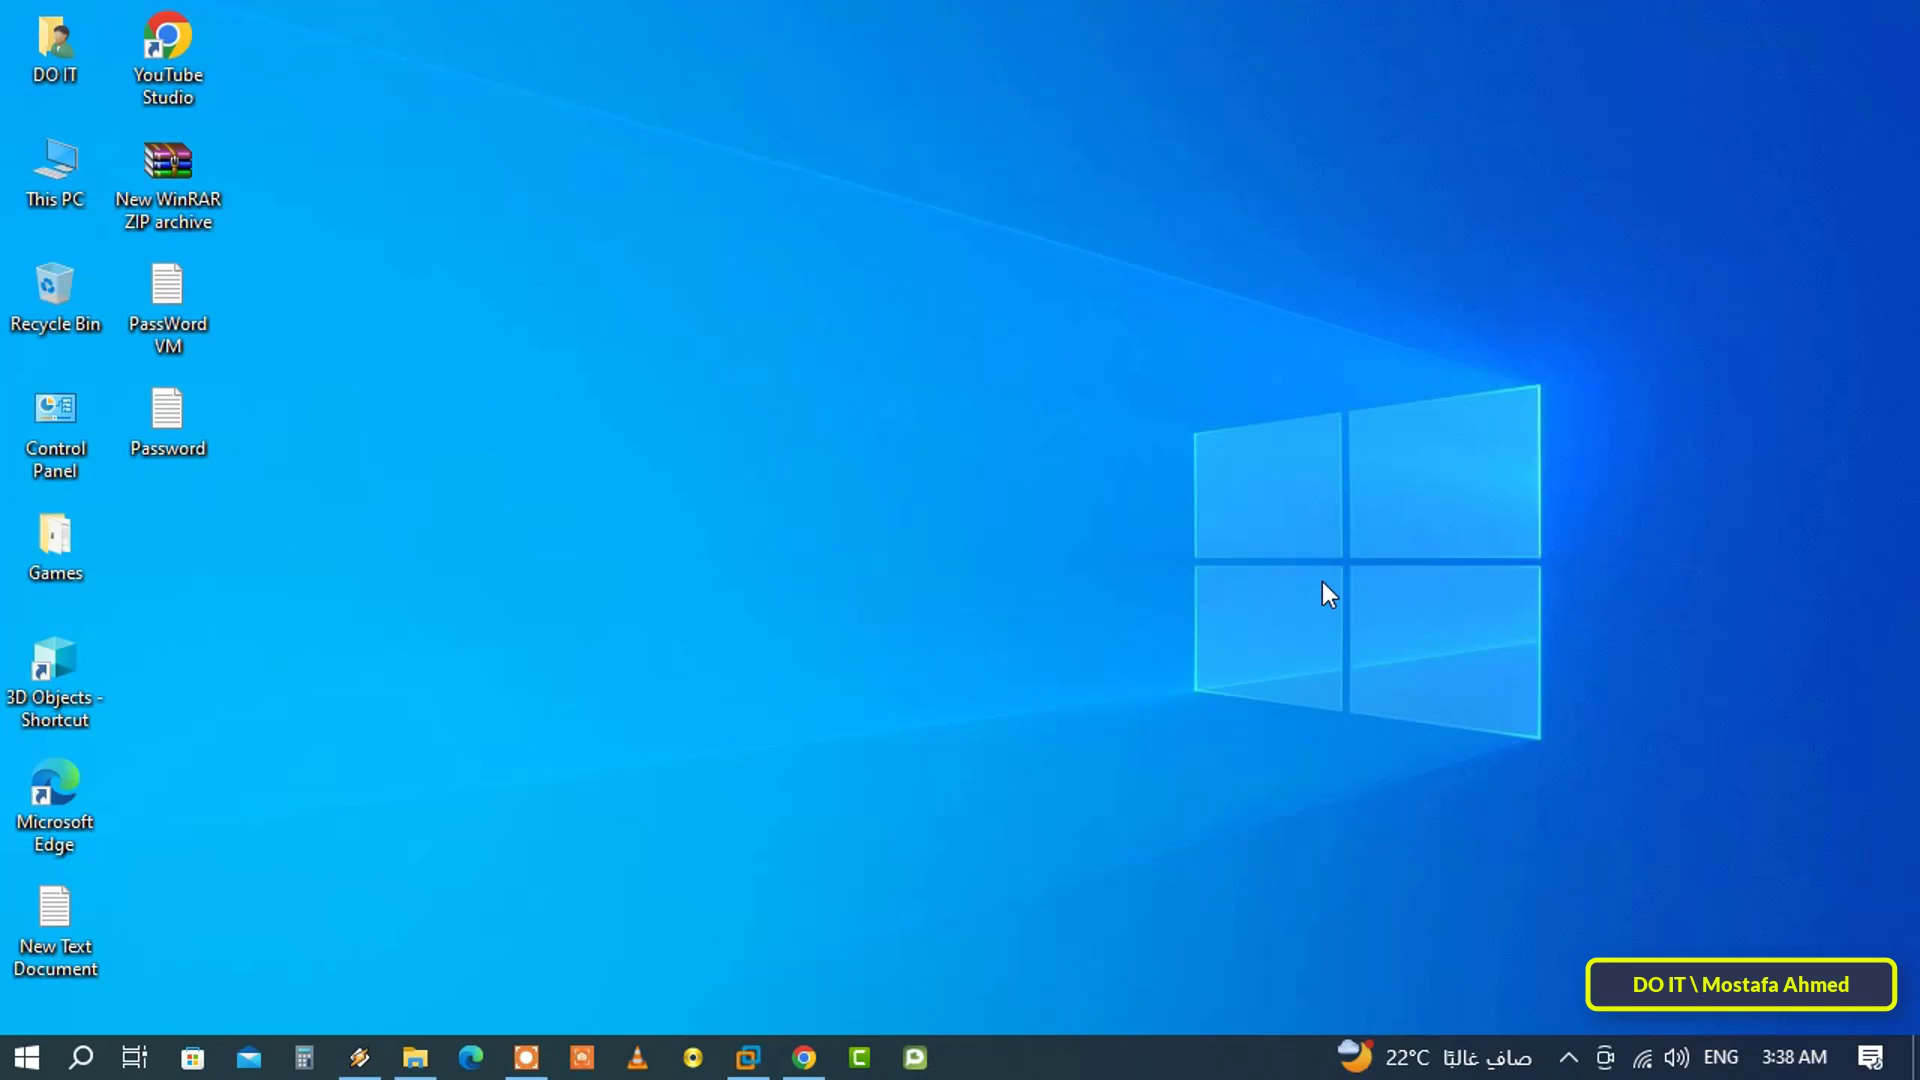 DO IT
YouTube
Studio
This PC
New WinRAR
ZIP archive
Recycle Bin
PassWord
VM
Control
Panel
Password
Games
3D Objects -
Shortcut
Microsoft
Edge
New Text
Document
DO IT \ Mostafa Ahmed
22°C صافٍ غالبًا
ENG
3:38 AM